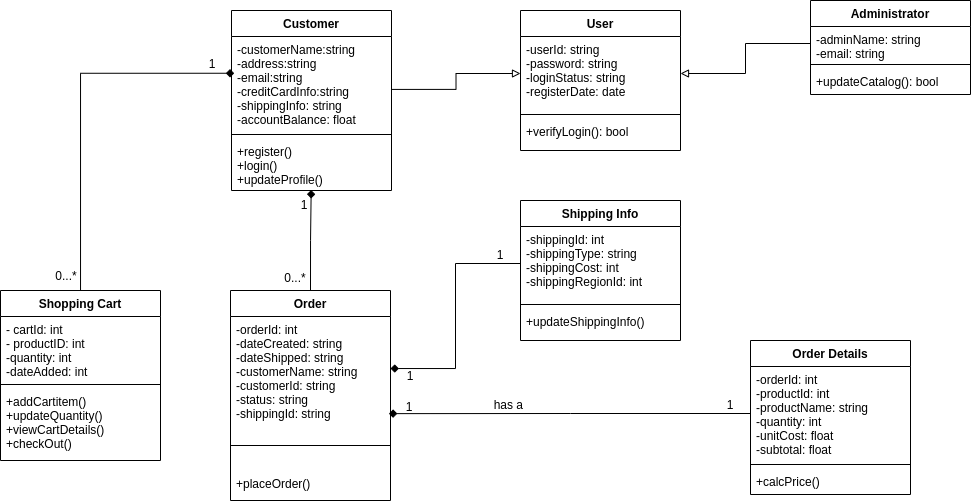 Customer
-customerName:string
-address:string
-email:string
-creditCardInfo:string
-shippingInfo: string
-accountBalance: float
+register()
+login()
+updateProfile()
User
-userId: string
-password: string
-loginStatus: string
-registerDate: date
+verifyLogin(): bool
Administrator
-adminName: string
-email: string
+updateCatalog(): bool
1
1
0...*
0...*
Shopping Cart
- cartId: int
- productID: int
-quantity: int
-dateAdded: int
+addCartitem()
+updateQuantity()
+viewCartDetails()
+checkOut()
Order
-orderId: int
-dateCreated: string
-dateShipped: string
-customerName: string
-customerId: string
-status: string
-shippingId: string
+placeOrder()
Shipping Info
-shippingId: int
-shippingType: string
-shippingCost: int
-shippingRegionId: int
+updateShippingInfo()
1
1
1
has a
1
Order Details
-orderId: int
-productId: int
-productName: string
-quantity: int
-unitCost: float
-subtotal: float
+calcPrice()